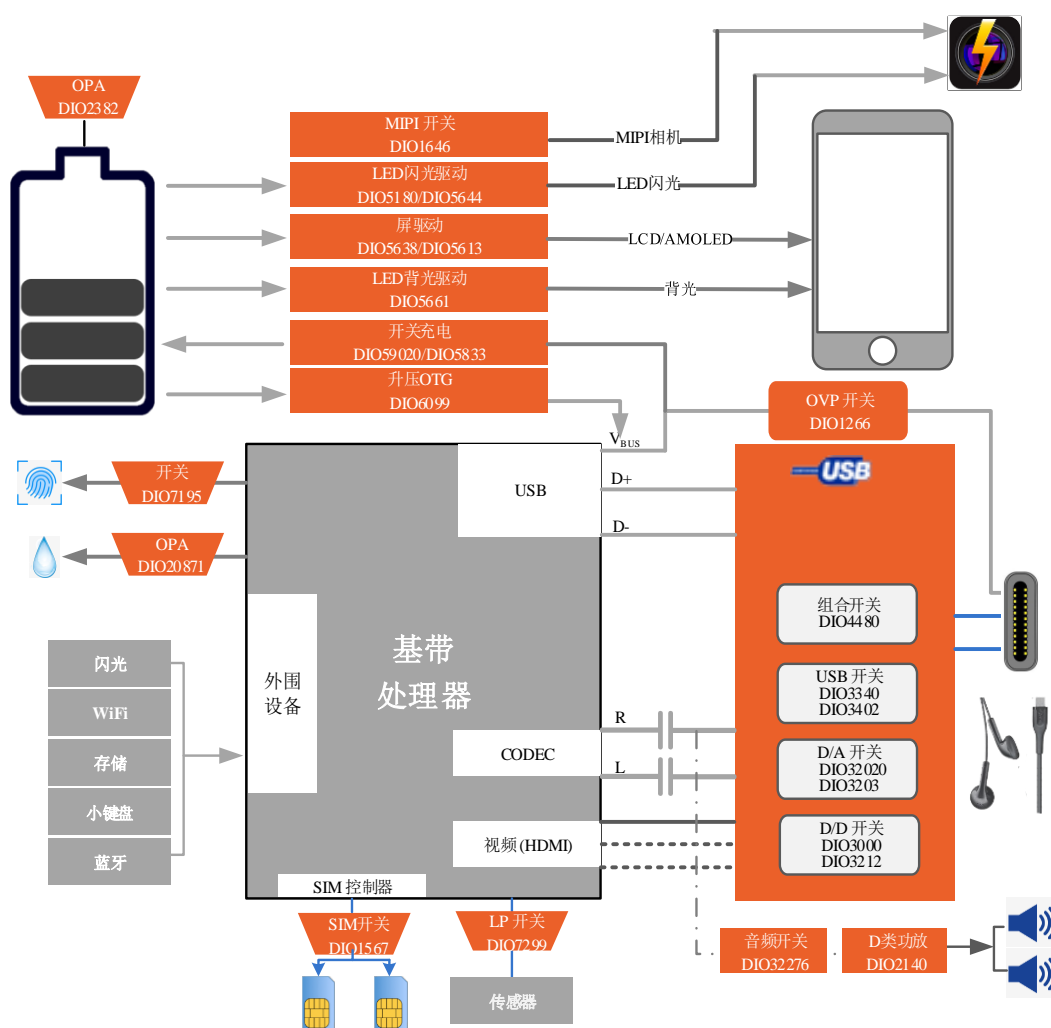 OPA
DIO2382
MIPI 开关
DIO1646
MIPI相机
LED闪光驱动
DIO5180/DIO5644
LED闪光
屏驱动
DIO5638/DIO5613
LCD/AMOLED
LED背光驱动
DIO5661
背光
开关充电
DIO59020/DIO5833
升压OTG
DIO6099
OVP 开关
DIO1266
VBUS
USB
D+
D-
USB
开关
DIO7195
OPA
DIO20871
组合开关
DIO4480
基带
处理器
外围
设备
闪光
WiFi
存储
小键盘
蓝牙
USB 开关
DIO3340
DIO3402
R
CODEC
L
D/A 开关
DIO32020
DIO3203
视频(HDMI)
D/D 开关
DIO3000
DIO3212
SIM 控制器
SIM开关
DIO1567
LP 开关
DIO7299
传感器
音频开关
DIO32276
D类功放
DIO2140